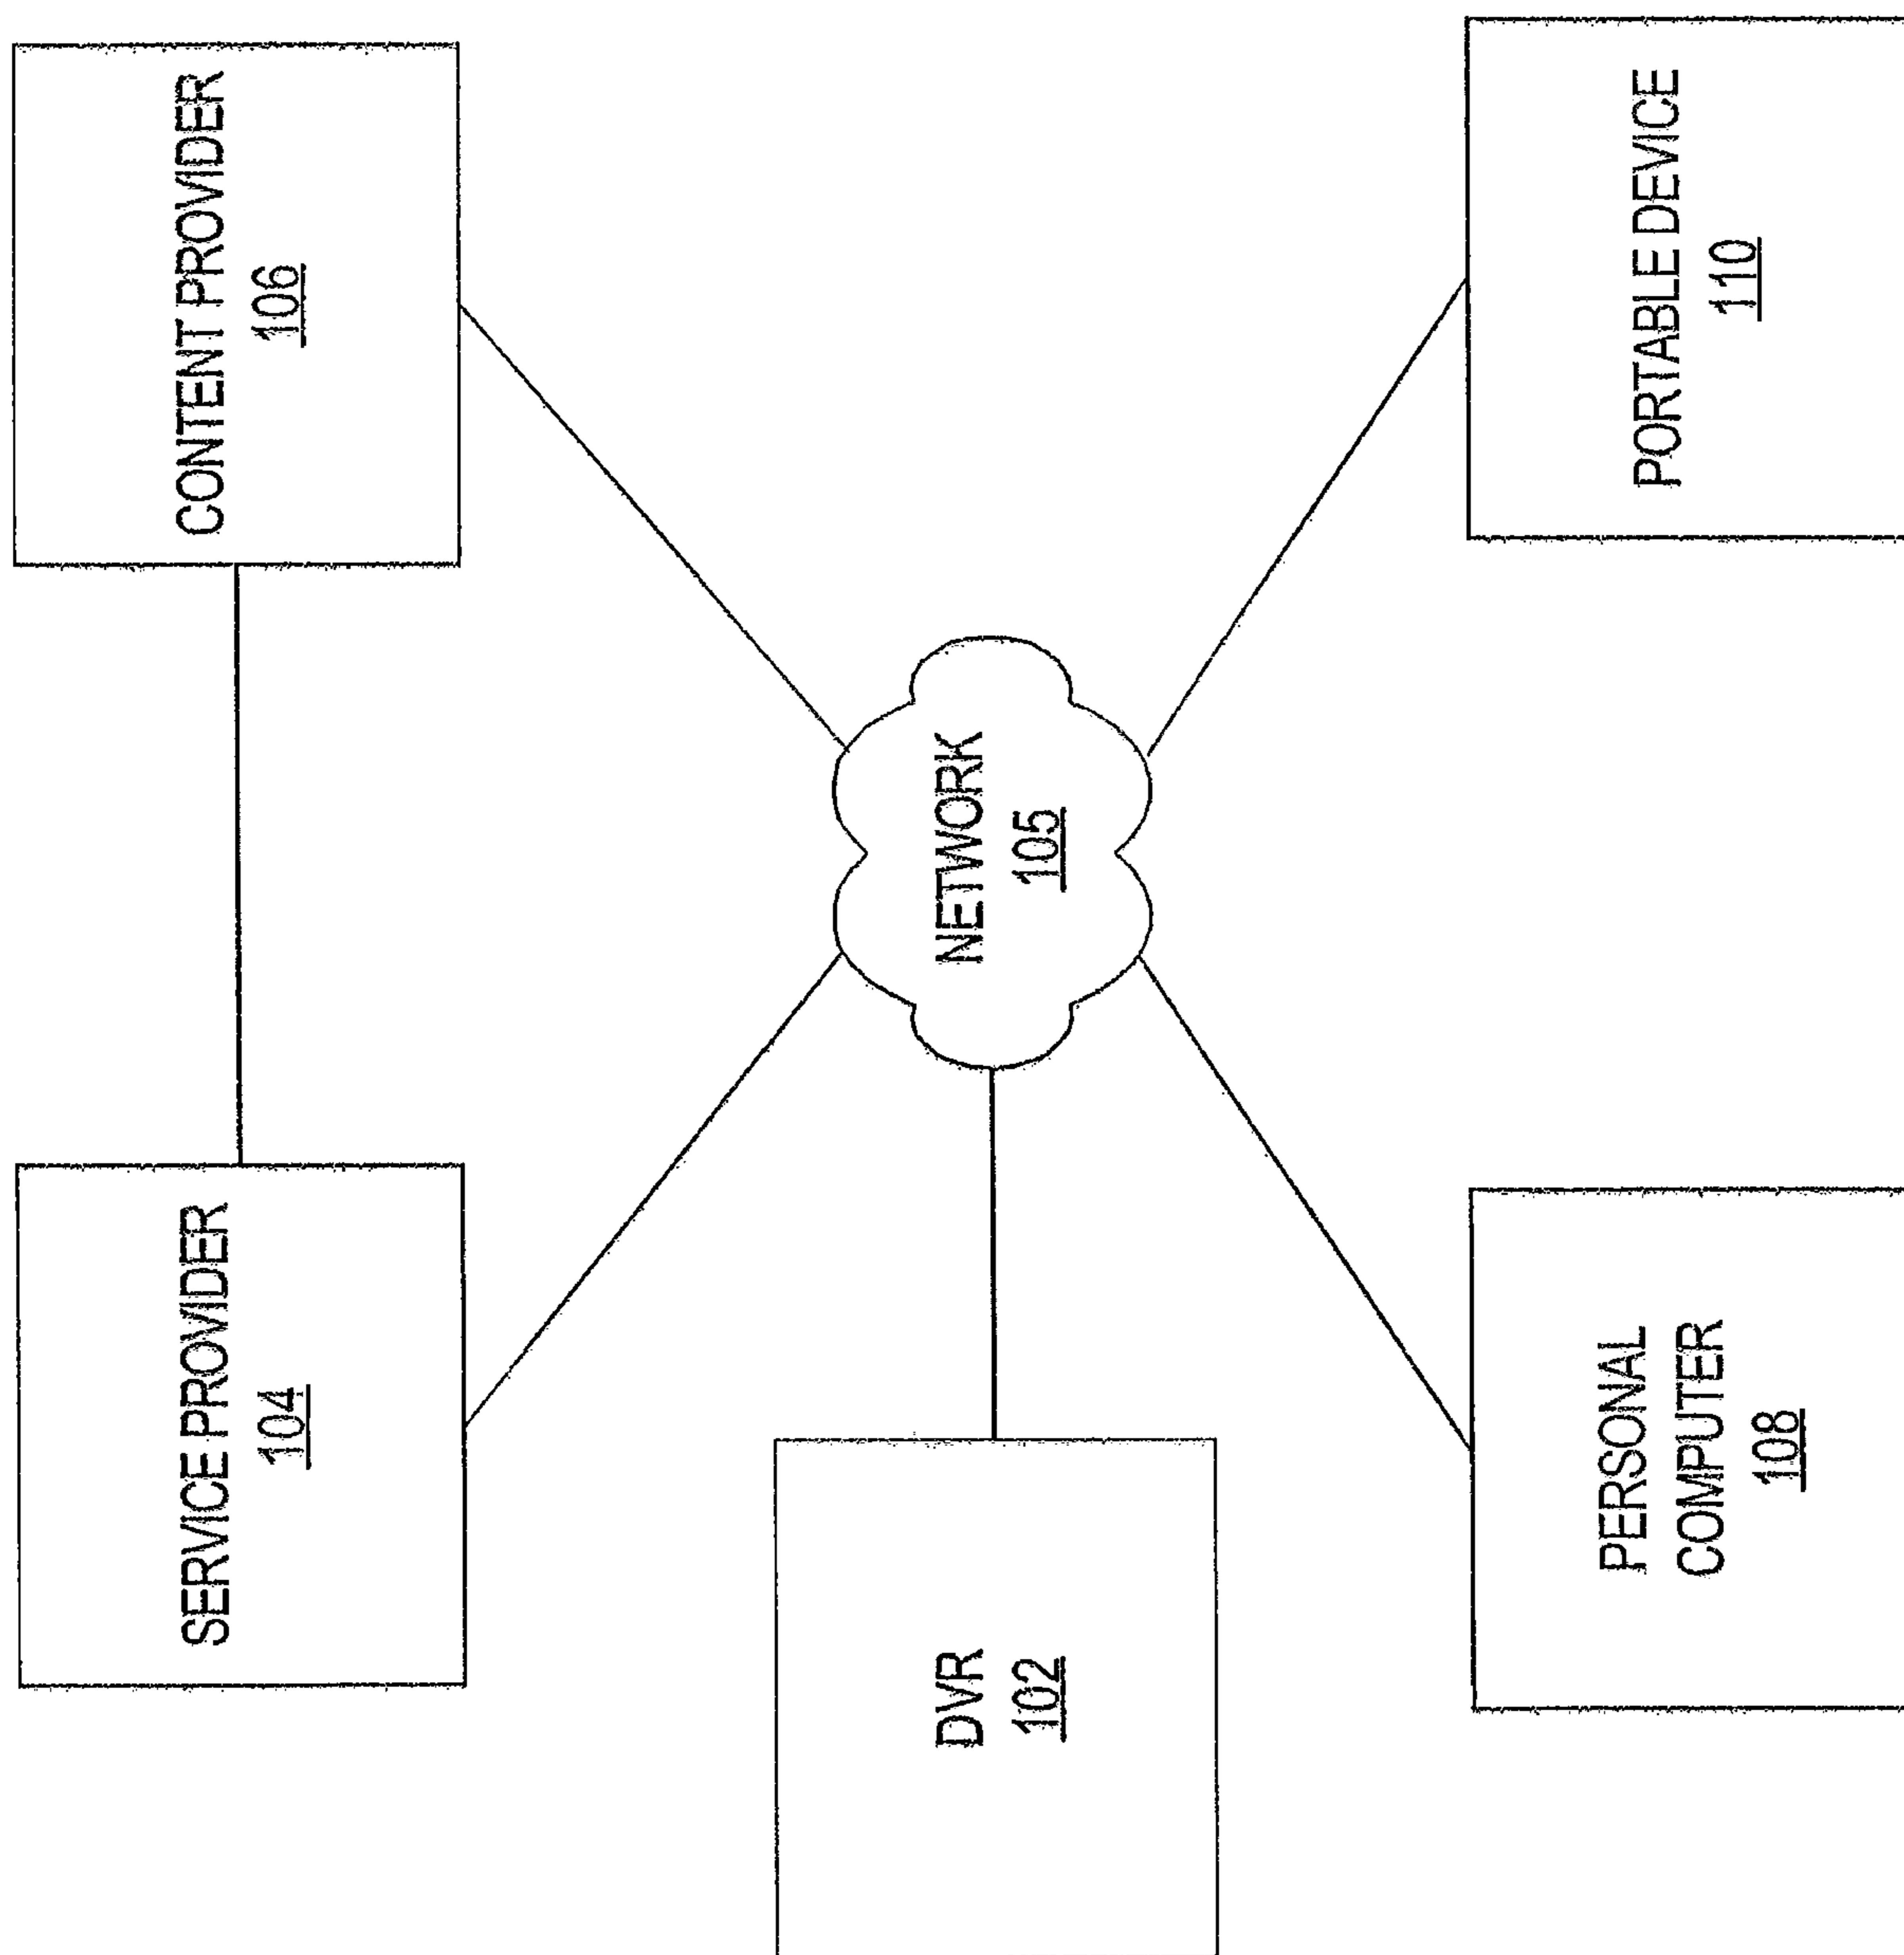 SERVICE PROVIDER
104
CONTENT PROVIDER
106
DVR
102
NETWORK
105
PERSONAL
COMPUTER
108
PORTABLE DEVICE
110